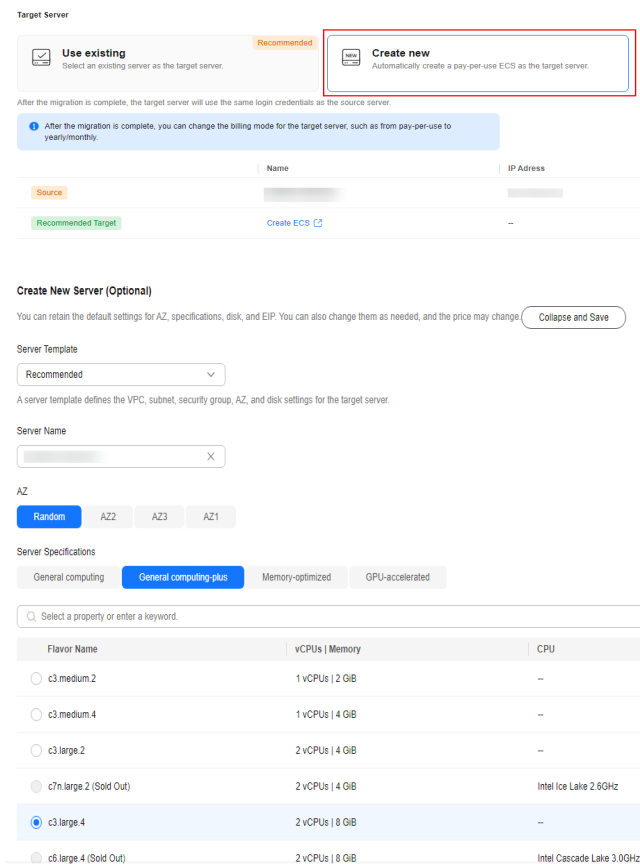 Target Server
Recommended
Use existing
Select an existing server as the target server.
NEW
Create new
Automatically create a pay-per-use ECS as the target server.
After the migration is complete, the target server will use the same login credentials as the source server.
After the migration is complete, you can change the billing mode for the target server, such as from pay-per-use to
yearly/monthly.
Name IP Adress
Source
Recommended Target Create ECS --
Create New Server (Optional)
You can retain the default settings for AZ, specifications, disk, and EIP. You can also change them as needed, and the price may change. Collapse and Save
Server Template
Recommended
A server template defines the VPC, subnet, security group, AZ, and disk settings for the target server.
Server Name
AZ
Random AZ2 AZ3 AZ1
Server Specifications
General computing General computing-plus Memory-optimized GPU-accelerated
Select a property or enter a keyword.
Flavor Name vCPUs | Memory CPU
c3.medium.2 1 vCPUs | 2 GiB --
c3.medium.4 1 vCPUs | 4 GiB --
c3.large.2 2 vCPUs | 4 GiB --
c7n.large.2 (Sold Out) 2 vCPUs | 4 GiB Intel Ice Lake 2.6GHz
c3.large.4 2 vCPUs | 8 GiB --
c6.large.4 (Sold Out) 2 vCPUs | 8 GiB Intel Cascade Lake 3.0GHz